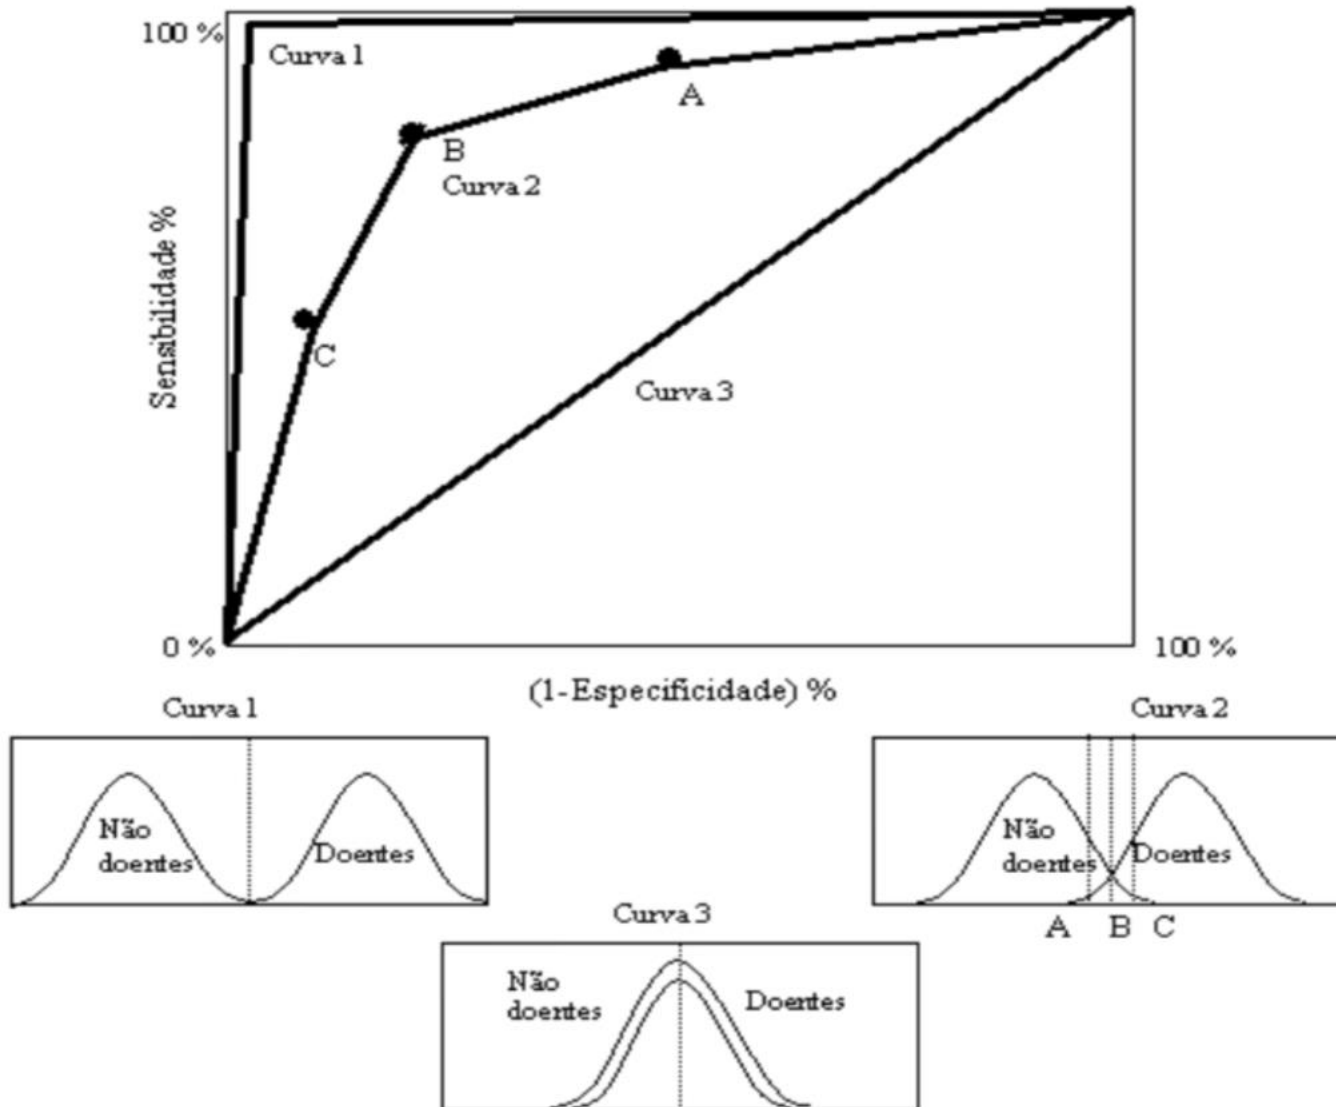 100 %
Curva 1
A
B
Curva 2
Sensibilidade %
C
Curva 3
0 %
100 %
(1-Especificidade) %
Curva 1
Curva 2
Não
doentes
Doentes
Não
doentes
Doentes
A B C
Curva 3
Não
doentes
Doentes